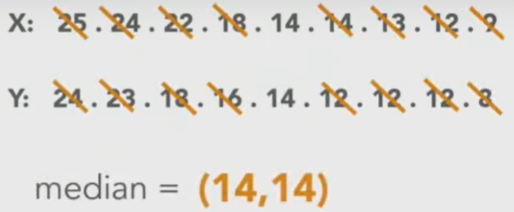 X: 25 . 24 . 22 . 18 . 14 . 14 . 13 . 12 . 9
Y: 24 . 23 . 18 . 16 . 14 . 12 . 12 . 12 . 8
median = (14,14)